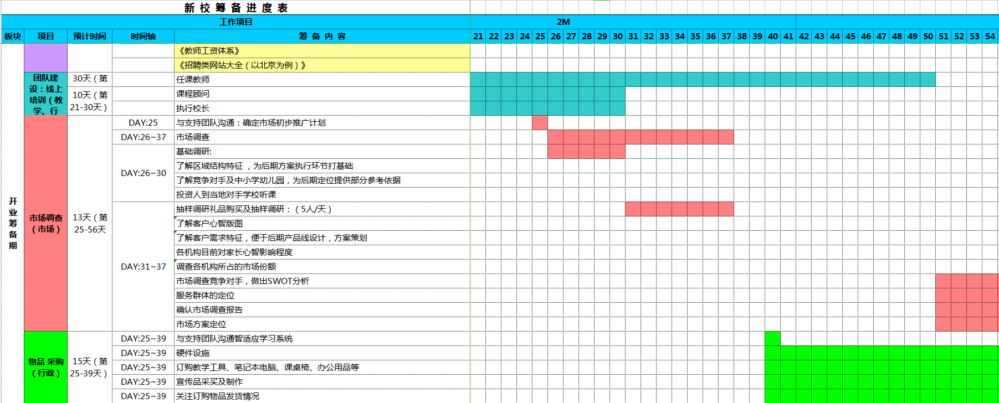 新 校 筹 备 进 度 表
工作项目 2M
板块 项目 预计时间 时间轴 筹 备 内 容 21 22 23 24 25 26 27 28 29 30 31 32 33 34 35 36 37 38 39 40 41 42 43 44 45 46 47 48 49 50 51 52 53 54
《教师工资体系》
《招聘类网站大全（以北京为例）》
团队建
设：线上
培训（教
学、行
30天（第
任课教师
10天（第
21-30天）
课程顾问
执行校长
开
业
筹
备
期
市场调查
（市场）
13天（第
25-56天
DAY:25 与支持团队沟通：确定市场初步推广计划
DAY:26~37 市场调查
DAY:26~30
基础调研:
了解区域结构特征 ，为后期方案执行环节打基础
了解竞争对手及中小学幼儿园，为后期定位提供部分参考依据
投资人到当地对手学校听课
DAY:31~37
抽样调研礼品购买及抽样调研：（5人/天）
了解客户心智版图
了解客户需求特征，便于后期产品线设计，方案策划
各机构目前对家长心智影响程度
调查各机构所占的市场份额
市场调查竞争对手，做出SWOT分析
服务群体的定位
确认市场调查报告
市场方案定位
物品 采购
（行政）
15天（第
25-39天）
DAY:25~39 与支持团队沟通智适应学习系统
DAY:25~39 硬件设施
DAY:25~39 订购教学工具、笔记本电脑、课桌椅、办公用品等
DAY:25~39 宣传品采买及制作
DAY:25~39 关注订购物品发货情况